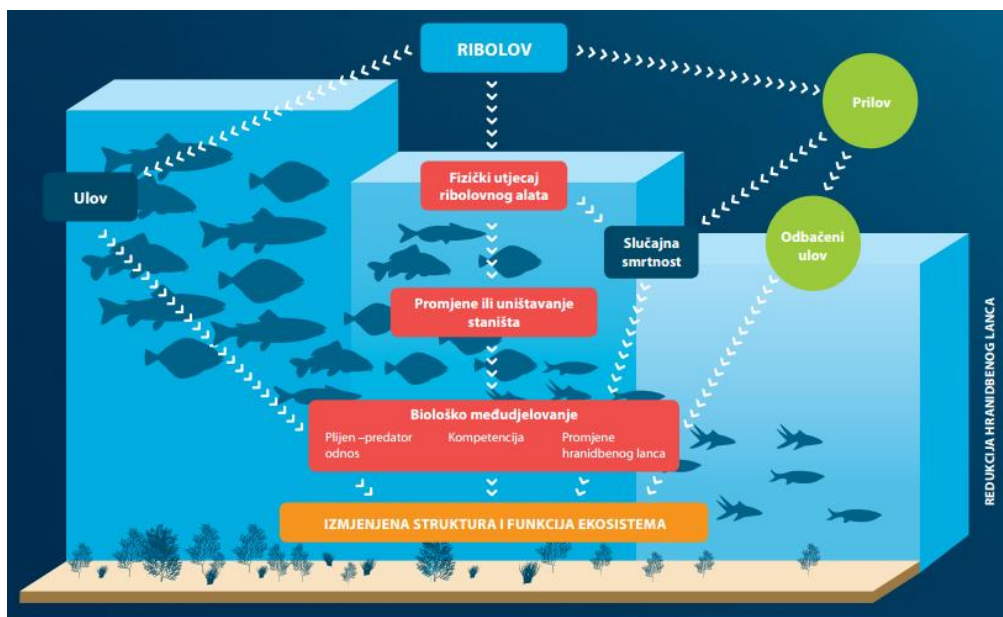 RIBOLOV
Prilov
Fizički utjecaj
ribolovnog alata
Ulov
Slučajna
smrtnost
Odbačeni
ulov
Promjene ili uništavanje
staništa
Biološko međudjelovanje
Plijen –predator
odnos
Kompetencija
Promjene
hranidbenog lanca
IZMJENJENA STRUKTURA I FUNKCIJA EKOSISTEMA
REDUKCIJA HRANIDBENOG LANCA